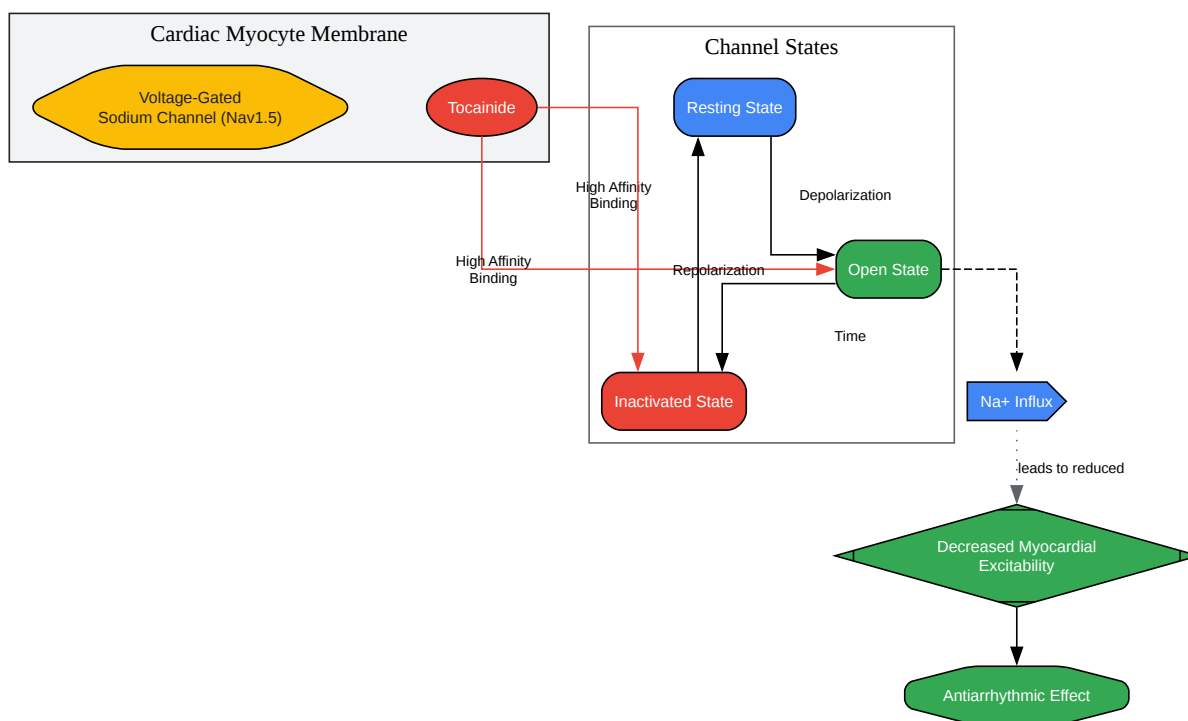 Cardiac Myocyte Membrane
Voltage-Gated
Sodium Channel (Nav1.5)
Tocainide
Channel States
Resting State
High Affinity
Binding
Depolarization
High Affinity
Binding
Repolarization
Open State
Time
Inactivated State
Na+ Influx
leads to reduced
Decreased Myocardial
Excitability
Antiarrhythmic Effect